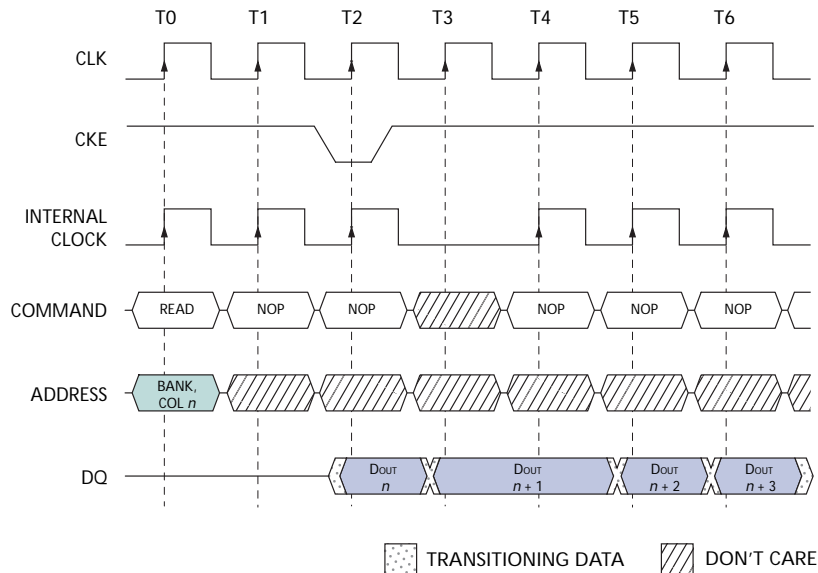 T0 T1 T2 T3 T4 T5 T6
CLK
CKE
INTERNAL
CLOCK
COMMAND READ NOP NOP NOP NOP NOP
ADDRESS BANK,
COL n
DQ DOUT DOUT DOUT DOUT
n n + 1 n + 2 n + 3
TRANSITIONING DATA DON'T CARE